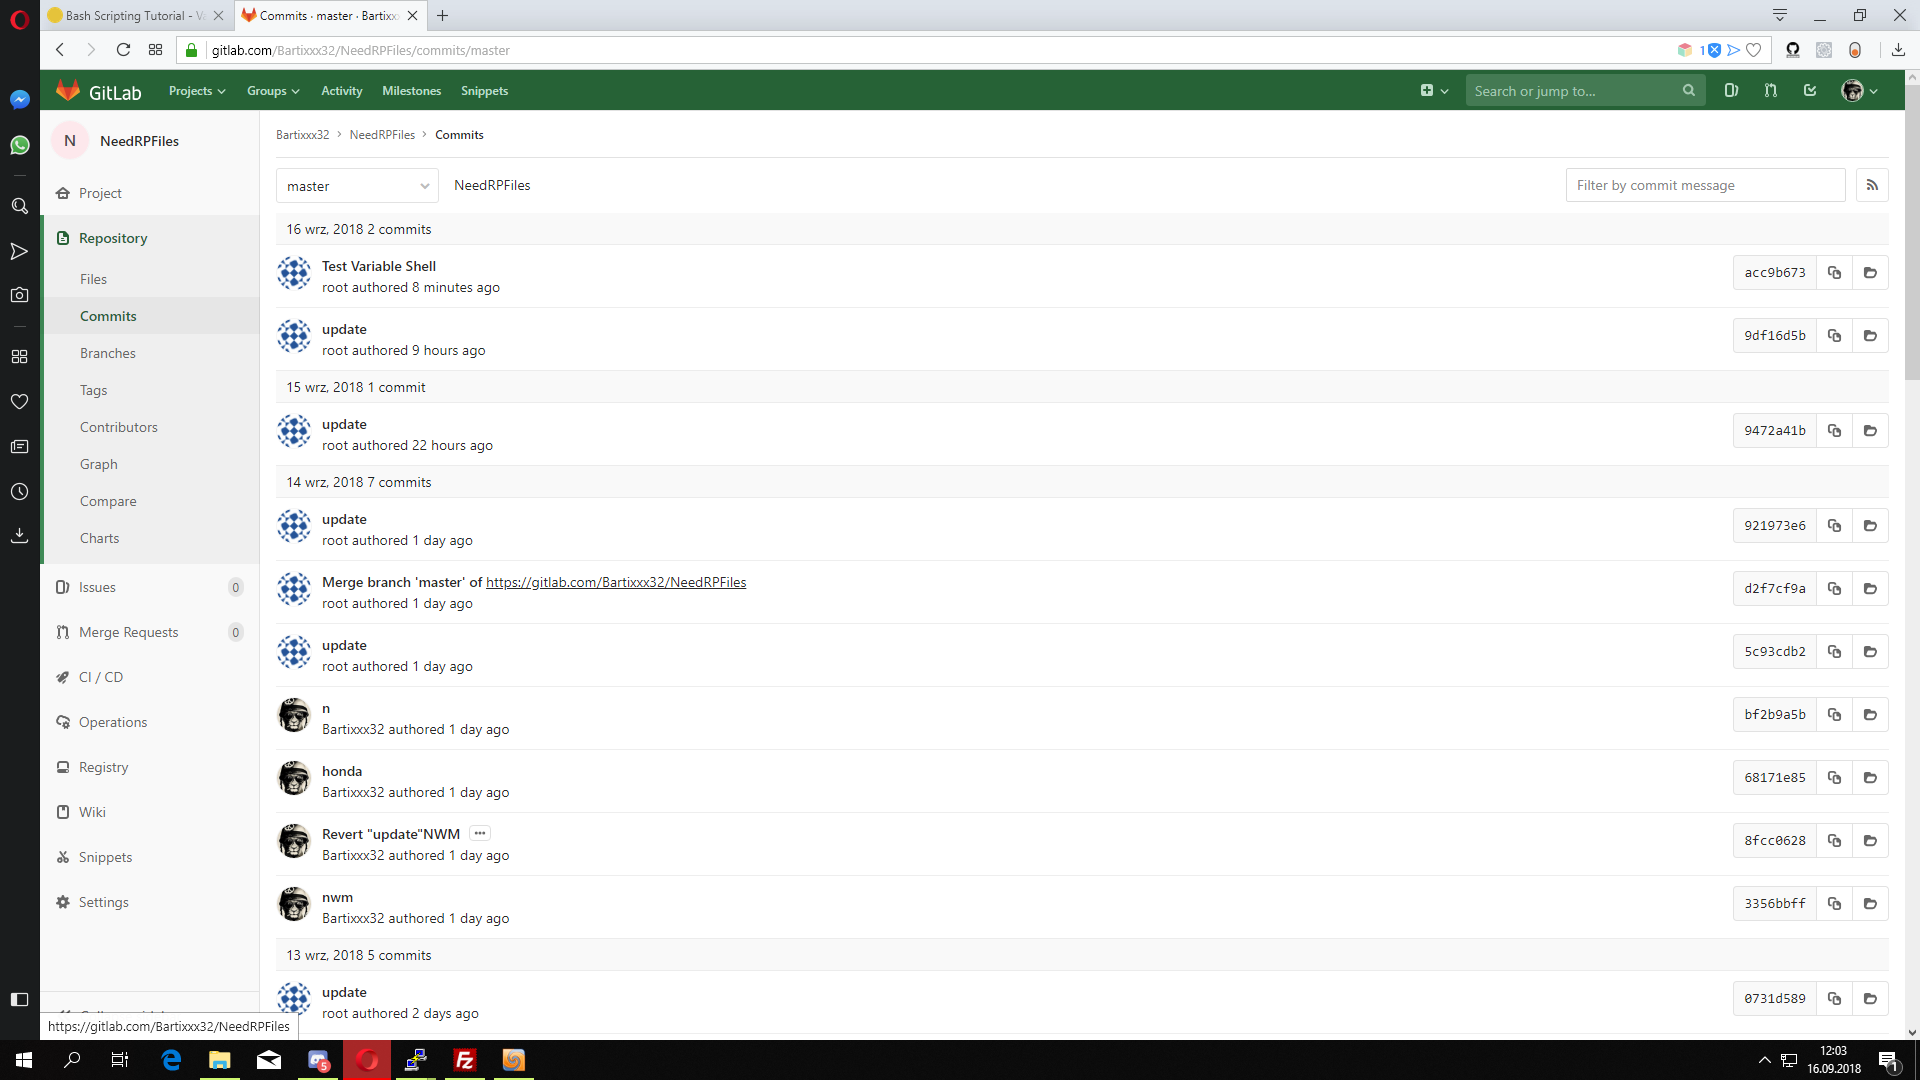 Bash Scripting Tutorial - Va
Commits · master · Bartixxx
gitlab.com/Bartixxx32/NeedRPFiles/commits/master
1
GitLab
Projects
Groups
Activity
Milestones
Snippets
Search or jump to...
N
NeedRPFiles
Bartixxx32 › NeedRPFiles › Commits
Project
Repository
Files
Commits
Branches
Tags
Contributors
Graph
Compare
Charts
Issues 0
Merge Requests 0
CI / CD
Operations
Registry
Wiki
Snippets
Settings
master
NeedRPFiles
Filter by commit message
16 wrz, 2018 2 commits
Test Variable Shell
root authored 8 minutes ago
acc9b673
update
root authored 9 hours ago
9df16d5b
15 wrz, 2018 1 commit
update
root authored 22 hours ago
9472a41b
14 wrz, 2018 7 commits
update
root authored 1 day ago
921973e6
Merge branch 'master' of https://gitlab.com/Bartixxx32/NeedRPFiles
root authored 1 day ago
d2f7cf9a
update
root authored 1 day ago
5c93cdb2
n
Bartixxx32 authored 1 day ago
bf2b9a5b
honda
Bartixxx32 authored 1 day ago
68171e85
Revert "update"NWM
Bartixxx32 authored 1 day ago
8fcc0628
nwm
Bartixxx32 authored 1 day ago
3356bbff
13 wrz, 2018 5 commits
update
root authored 2 days ago
0731d589
https://gitlab.com/Bartixxx32/NeedRPFiles
5
12:03
16.09.2018
1